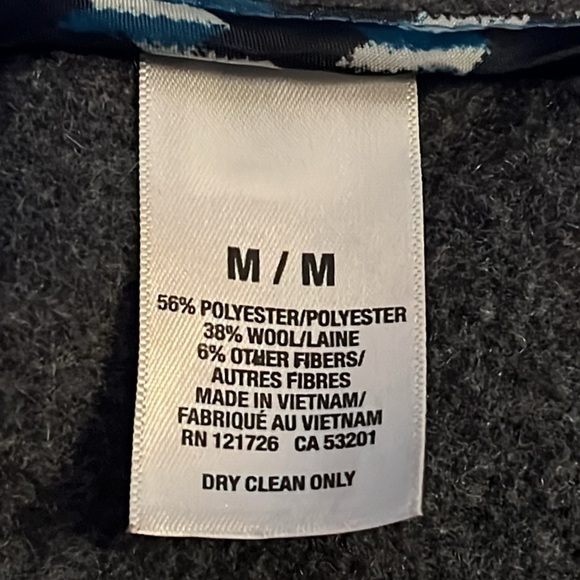 M / M
56% POLYESTER/POLYESTER
38% WOOL/LAINE
6% OTHER FIBERS/
AUTRES FIBRES
MADE IN VIETNAM/
FABRIQUÉ AU VIETNAM
RN 121726 CA 53201
DRY CLEAN ONLY